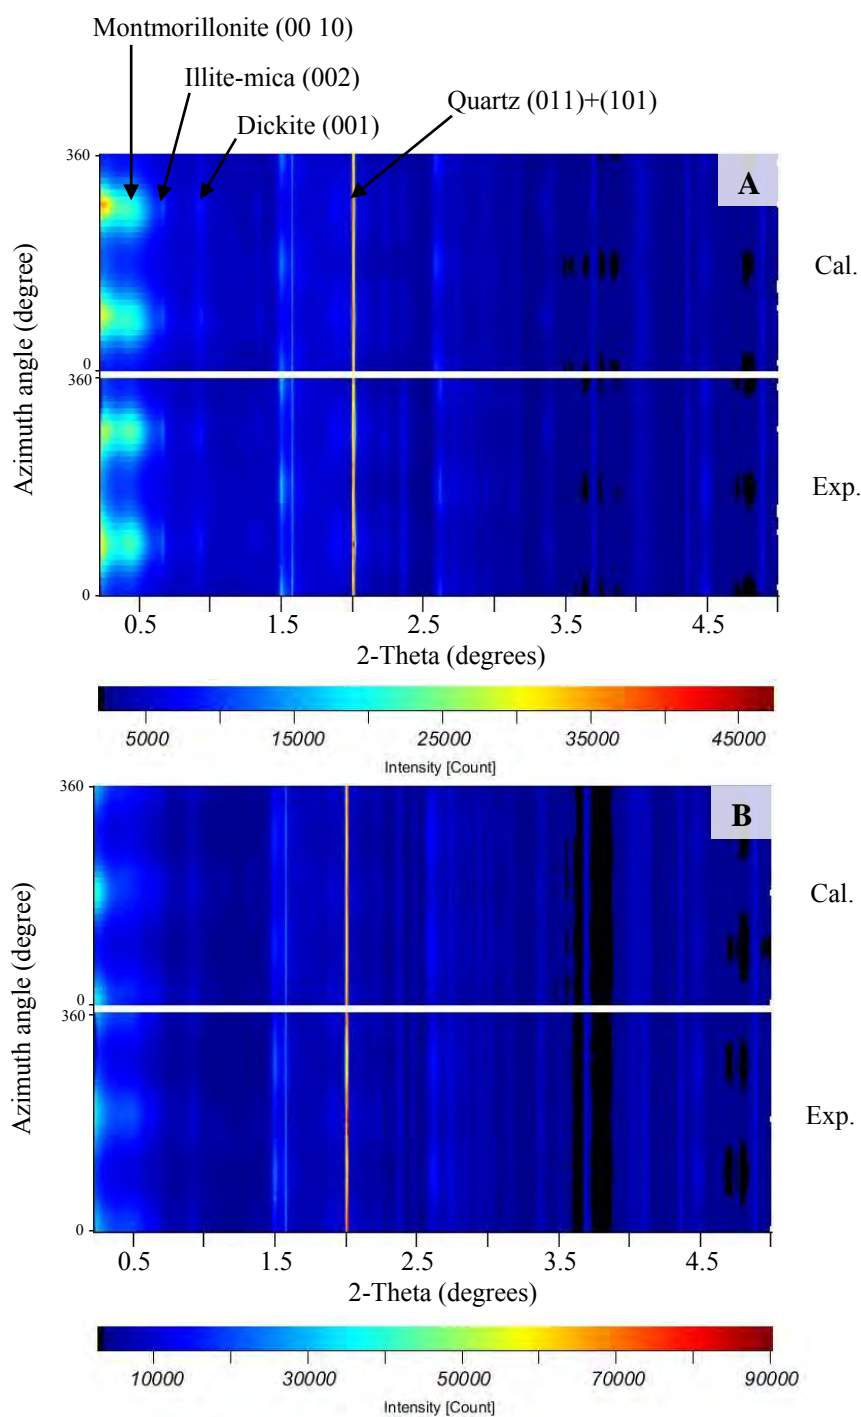 Montmorillonite (00 10)
Illite-mica (002)
Dickite (001)
Quartz (011)+(101)
A
360
0
Cal.
Azimuth angle (degree)
360
0
Exp.
0.5 1.5 2.5 3.5 4.5
2-Theta (degrees)
5000 15000 25000 35000 45000
Intensity [Count]
B
360
0
Cal.
Azimuth angle (degree)
360
0
Exp.
0.5 1.5 2.5 3.5 4.5
2-Theta (degrees)
10000 30000 50000 70000 90000
Intensity [Count]